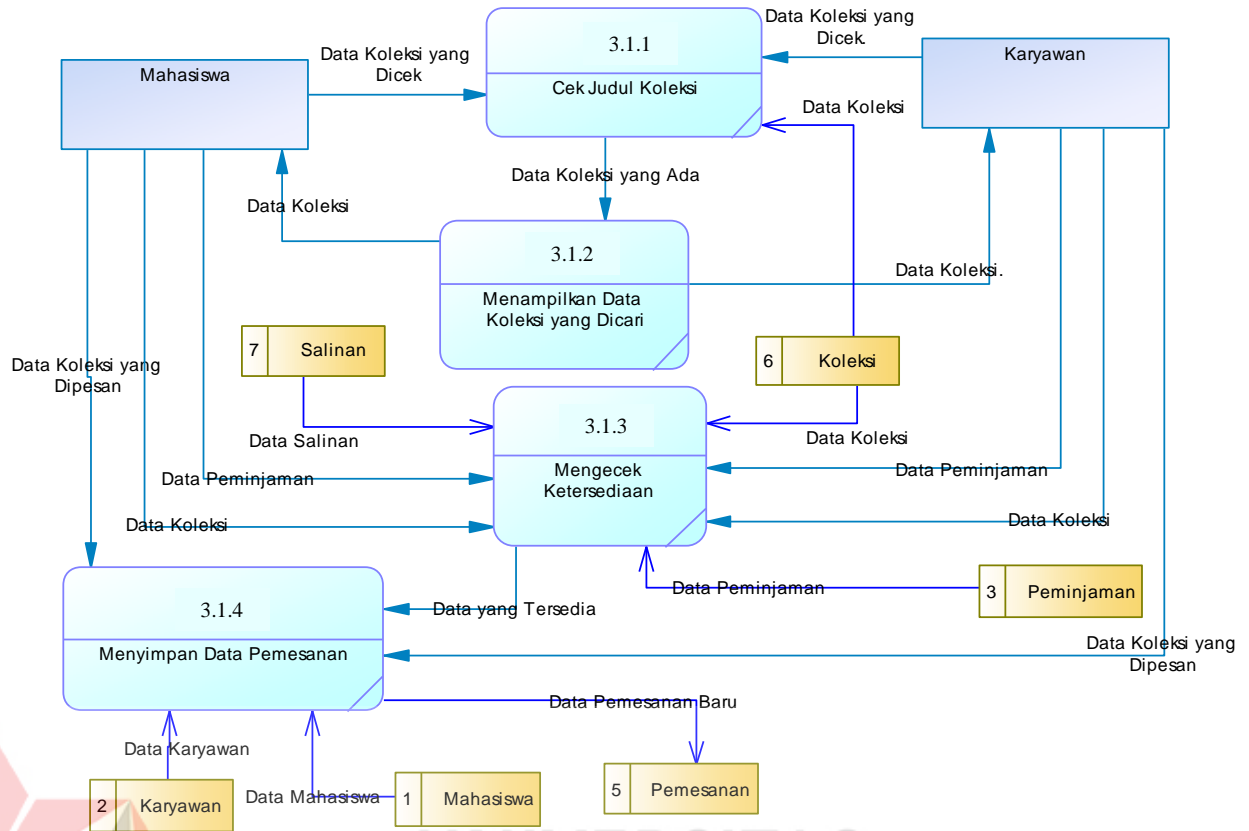 Data Koleksi yang
Dicek.
3.1.1
Data Koleksi yang
Dicek
Karyawan
Mahasiswa
Cek Judul Koleksi
Data Koleksi
Data Koleksi yang Ada
Data Koleksi
3.1.2
Data Koleksi.
Menampilkan Data
Koleksi yang Dicari
7
Salinan
6
Koleksi
Data Koleksi yang
Dipesan
3.1.3
Data Salinan
Data Koleksi
Mengecek
Ketersediaan
Data Peminjaman
Data Peminjaman
Data Koleksi
Data Koleksi
Data Peminjaman
3
Peminjaman
3.1.4
Data yang Tersedia
Menyimpan Data Pemesanan
Data Koleksi yang
Dipesan
Data Pemesanan Baru
Data Karyawan
2
Karyawan
Data Mahasiswa
1
Mahasiswa
5
Pemesanan